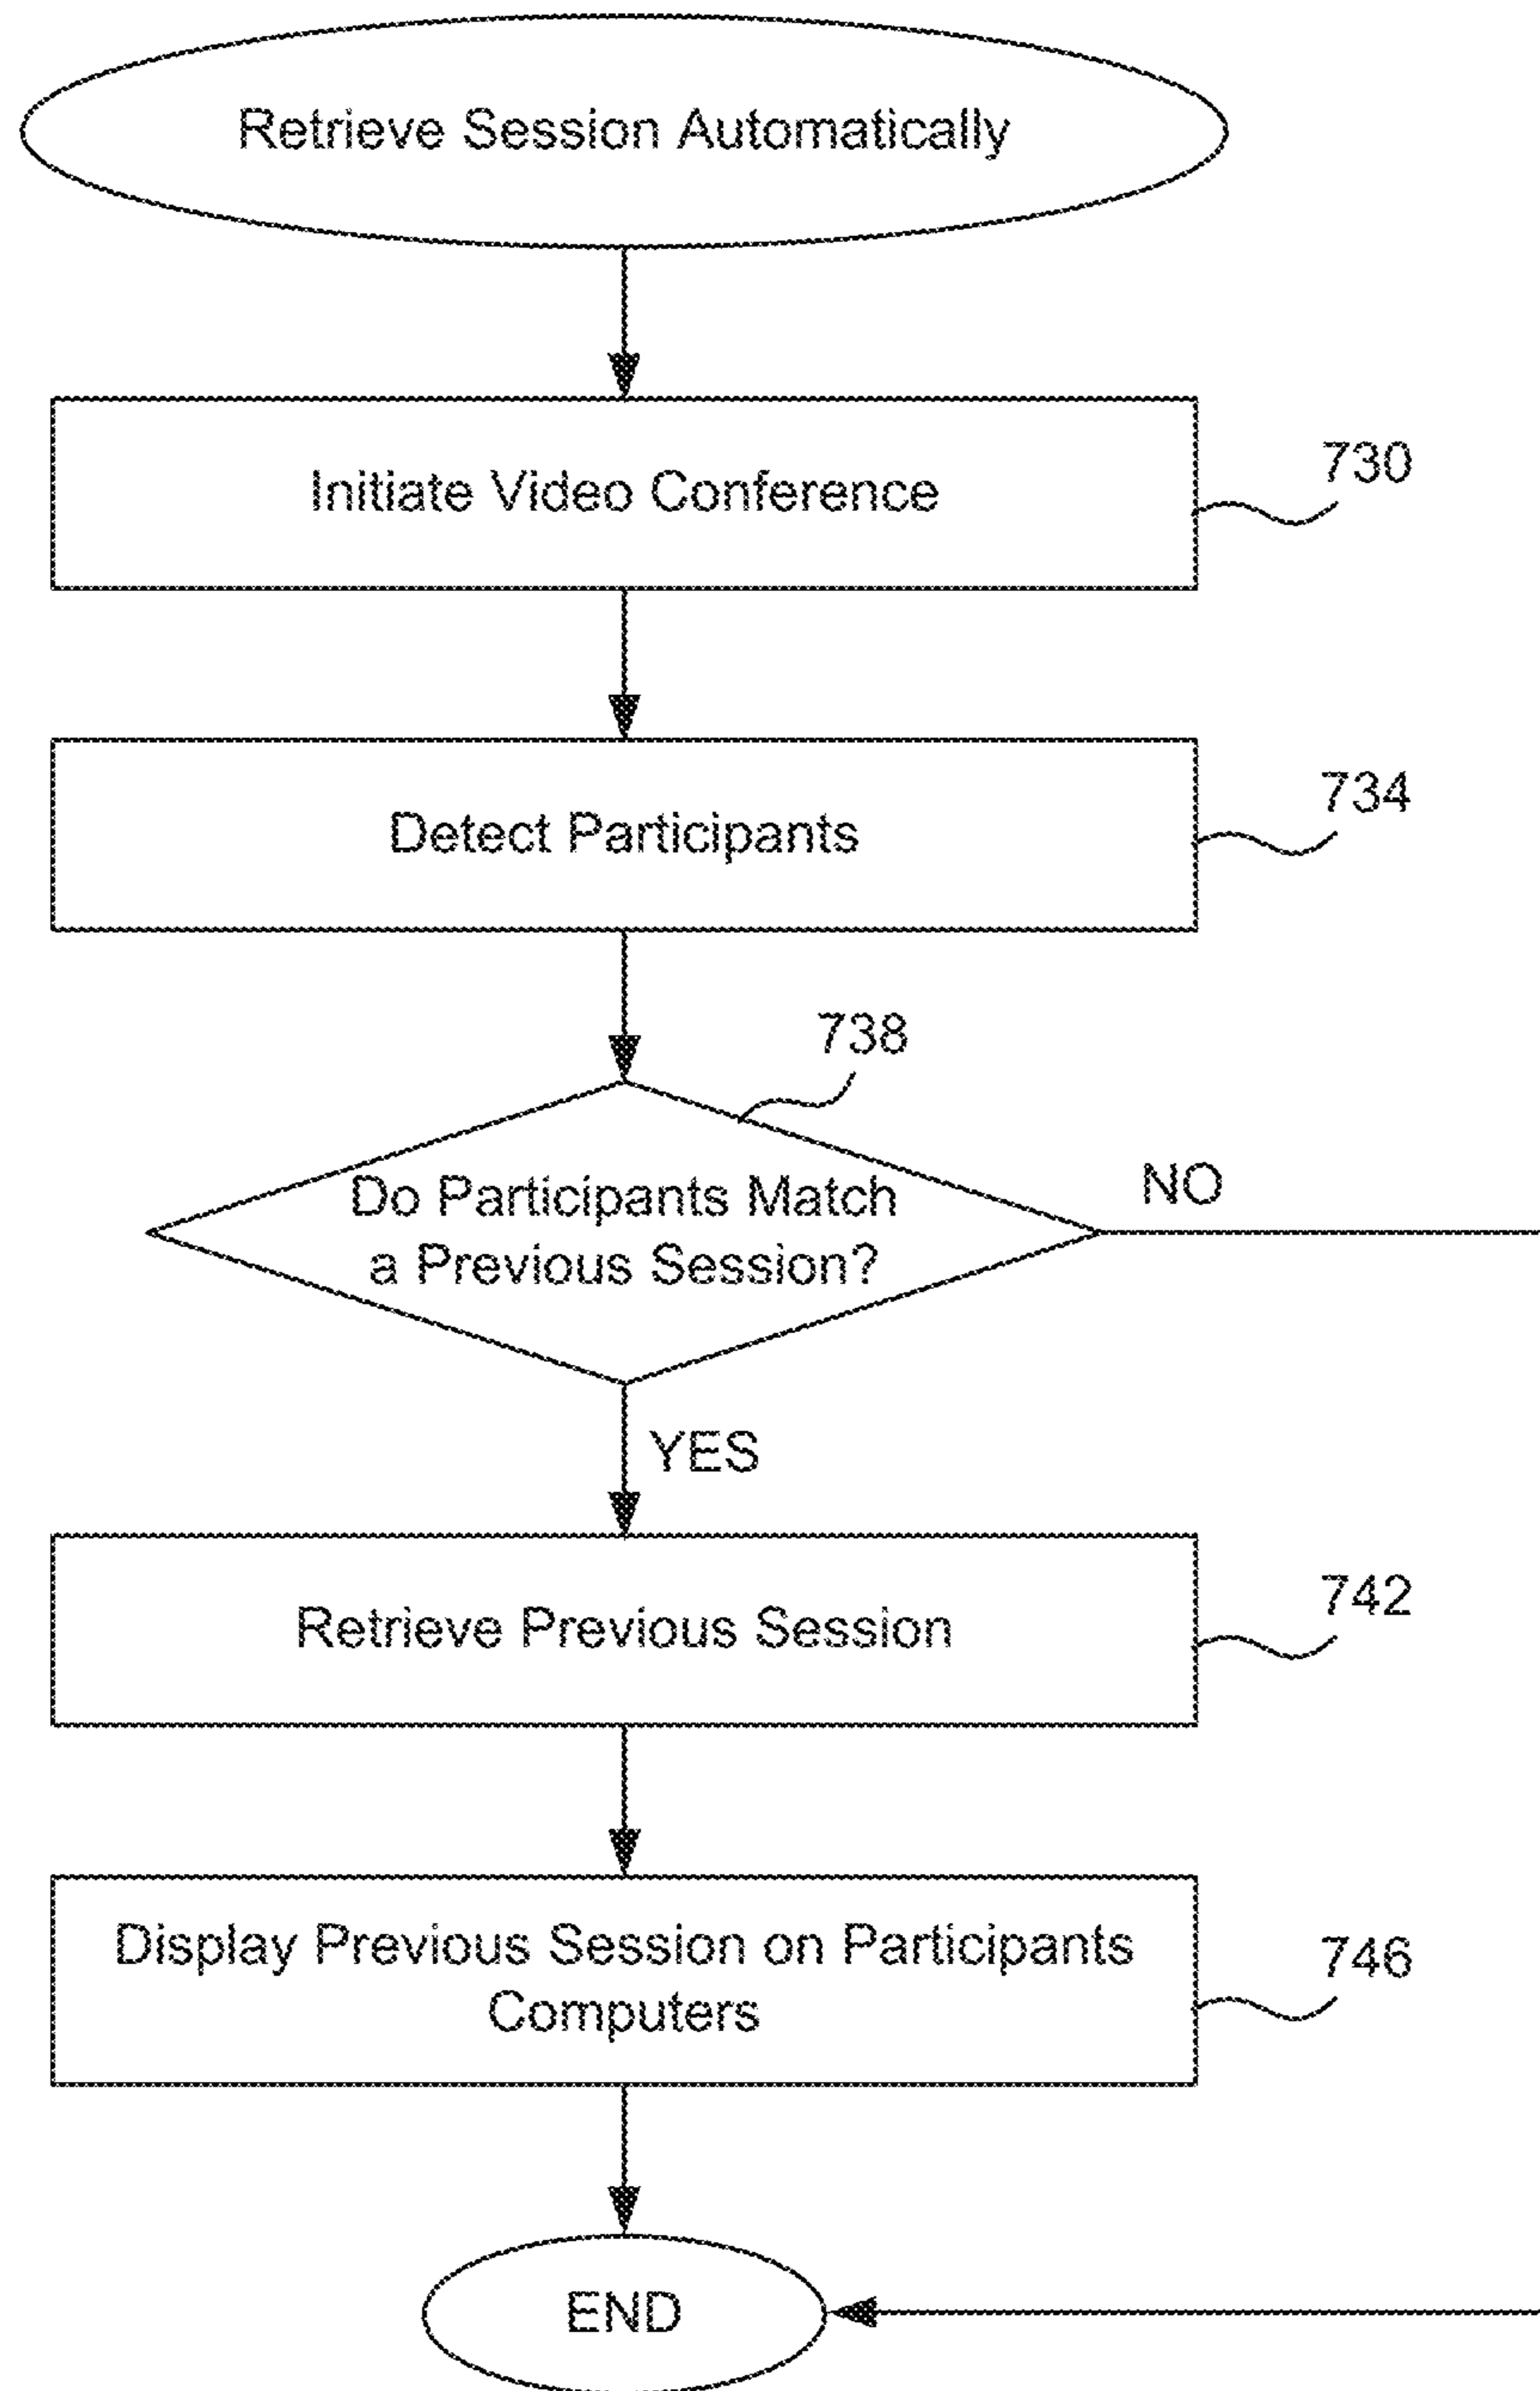 Retrieve Session Automatically
Initiate Video Conference
730
Detect Participants
734
738
Do Participants Match
a Previous Session?
NO
YES
Retrieve Previous Session
742
Display Previous Session on Participants
Computers
746
END